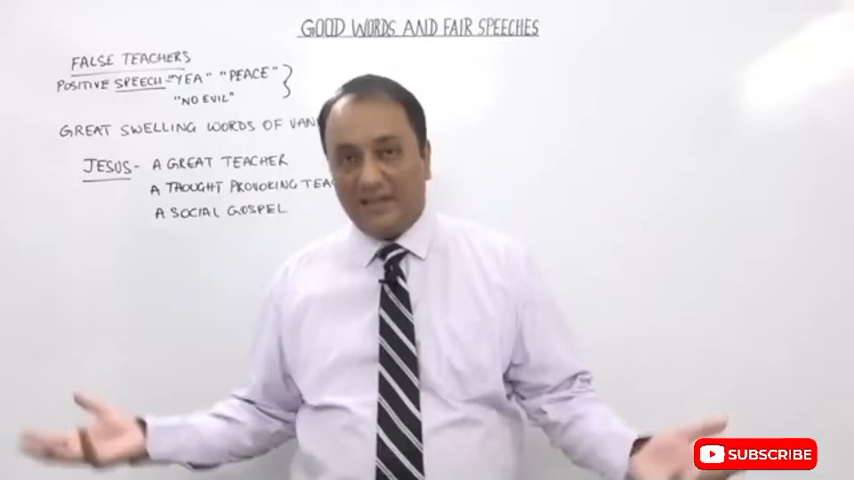 GOOD WORDS AND FAIR SPEECHES
FALSE TEACHERS
POSITIVE SPEECH - "YEA" "PEACE"
"NO EVIL"
GREAT SWELLING WORDS OF
JESUS - A GREAT TEACHER
A THOUGHT PROVOKING
A SOCIAL GOSPEL
SUBSCRIBE